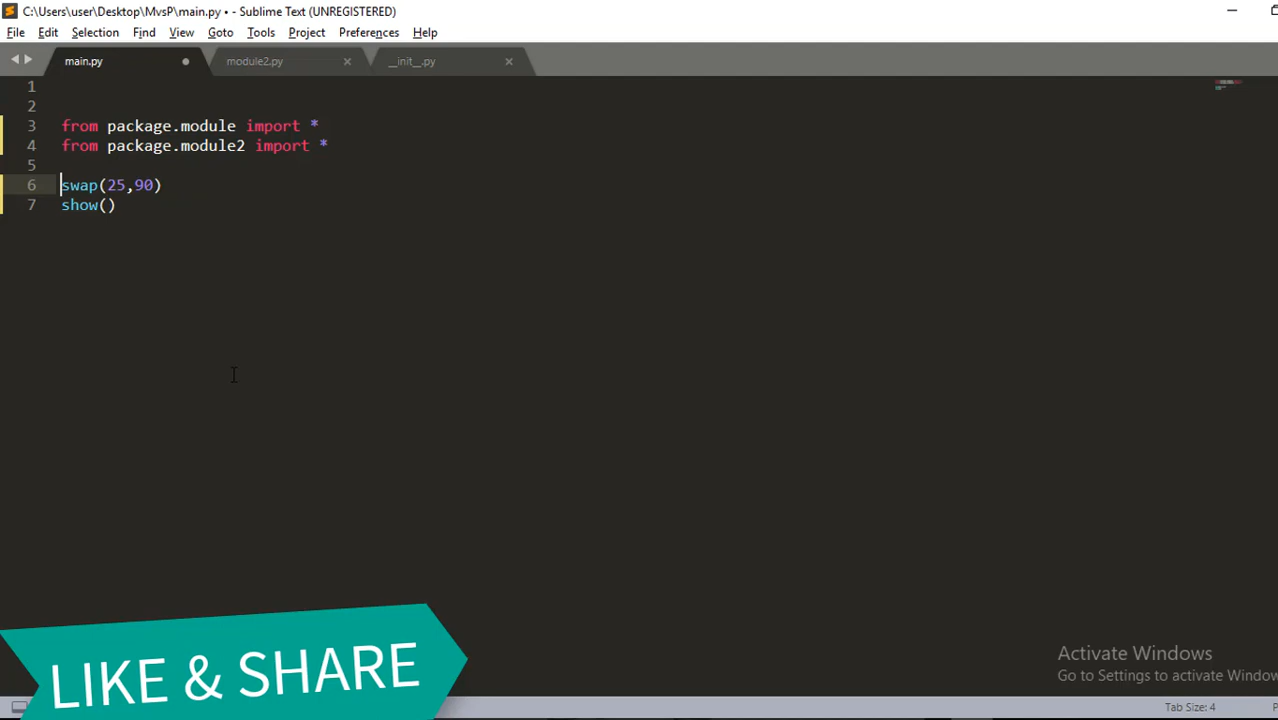 C:\Users\user\Desktop\MvsP\main.py • - Sublime Text (UNREGISTERED)
File Edit Selection Find View Goto Tools Project Preferences Help
main.py module2.py __init__.py
1
2
3 from package.module import *
4 from package.module2 import *
5
6 swap(25,90)
7 show()
LIKE & SHARE
Activate Windows
Go to Settings to activate Window
Tab Size: 4